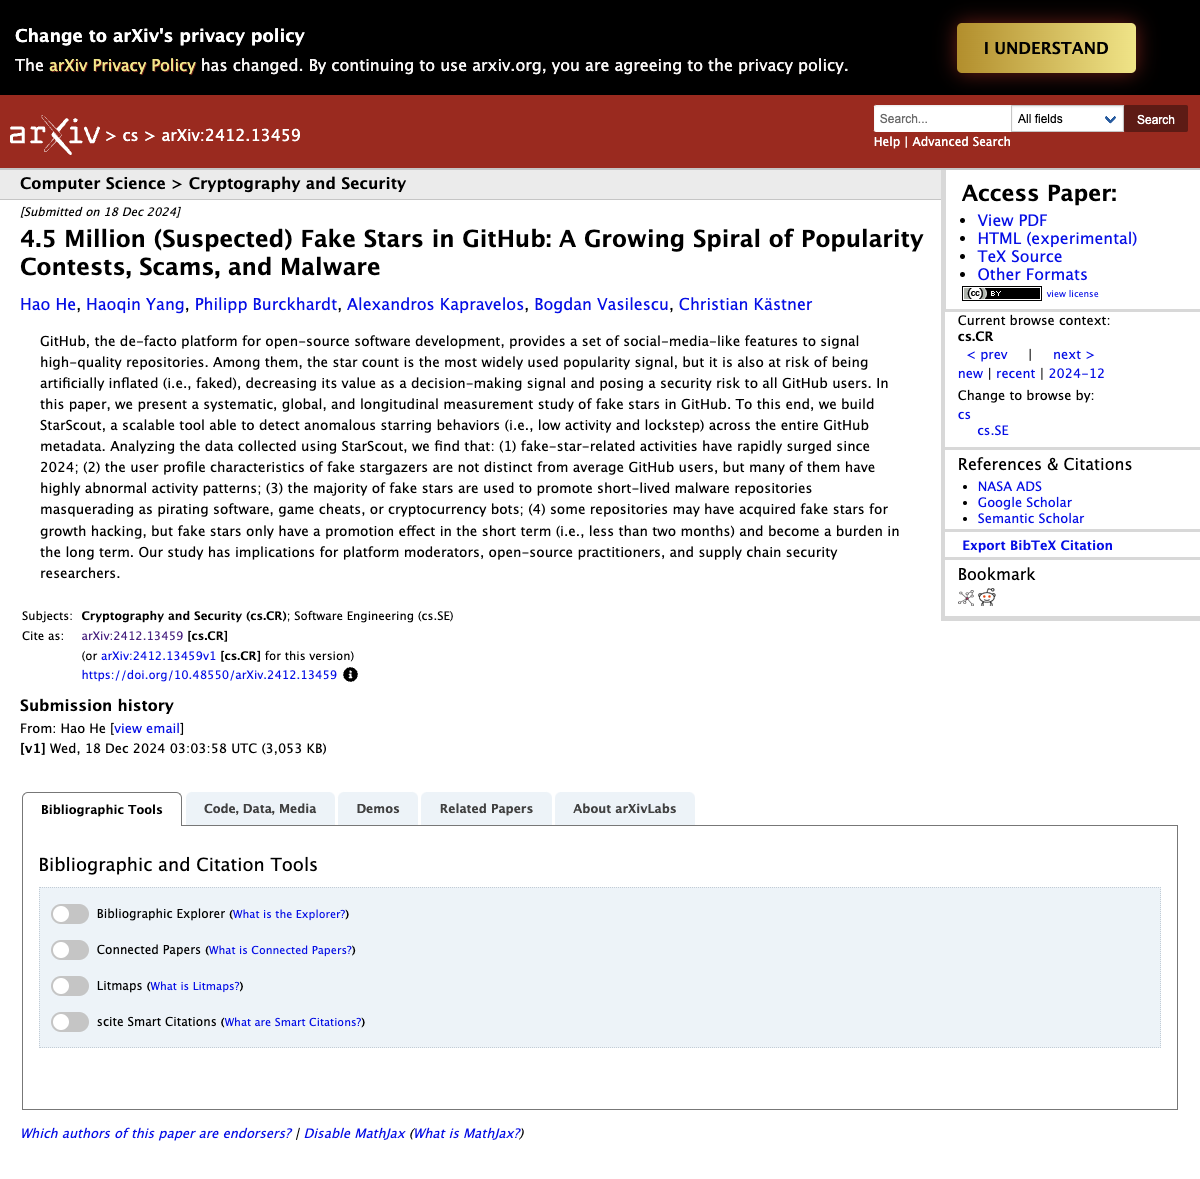 Change to arXiv's privacy policy
The arXiv Privacy Policy has changed. By continuing to use arxiv.org, you are agreeing to the privacy policy.
I UNDERSTAND
arXiv > cs > arXiv:2412.13459
Search...
All fields
Search
Help | Advanced Search
Computer Science > Cryptography and Security
[Submitted on 18 Dec 2024]
4.5 Million (Suspected) Fake Stars in GitHub: A Growing Spiral of Popularity
Contests, Scams, and Malware
Hao He, Haoqin Yang, Philipp Burckhardt, Alexandros Kapravelos, Bogdan Vasilescu, Christian Kästner
GitHub, the de-facto platform for open-source software development, provides a set of social-media-like features to signal
high-quality repositories. Among them, the star count is the most widely used popularity signal, but it is also at risk of being
artificially inflated (i.e., faked), decreasing its value as a decision-making signal and posing a security risk to all GitHub users. In
this paper, we present a systematic, global, and longitudinal measurement study of fake stars in GitHub. To this end, we build
StarScout, a scalable tool able to detect anomalous starring behaviors (i.e., low activity and lockstep) across the entire GitHub
metadata. Analyzing the data collected using StarScout, we find that: (1) fake-star-related activities have rapidly surged since
2024; (2) the user profile characteristics of fake stargazers are not distinct from average GitHub users, but many of them have
highly abnormal activity patterns; (3) the majority of fake stars are used to promote short-lived malware repositories
masquerading as pirating software, game cheats, or cryptocurrency bots; (4) some repositories may have acquired fake stars for
growth hacking, but fake stars only have a promotion effect in the short term (i.e., less than two months) and become a burden in
the long term. Our study has implications for platform moderators, open-source practitioners, and supply chain security
researchers.
Subjects: Cryptography and Security (cs.CR); Software Engineering (cs.SE)
Cite as: arXiv:2412.13459 [cs.CR]
(or arXiv:2412.13459v1 [cs.CR] for this version)
https://doi.org/10.48550/arXiv.2412.13459
Submission history
From: Hao He [view email]
[v1] Wed, 18 Dec 2024 03:03:58 UTC (3,053 KB)
Access Paper:
View PDF
HTML (experimental)
TeX Source
Other Formats
cc BY view license
Current browse context:
cs.CR
< prev | next >
new | recent | 2024-12
Change to browse by:
cs
cs.SE
References & Citations
NASA ADS
Google Scholar
Semantic Scholar
Export BibTeX Citation
Bookmark
Bibliographic Tools
Code, Data, Media
Demos
Related Papers
About arXivLabs
Bibliographic and Citation Tools
Bibliographic Explorer (What is the Explorer?)
Connected Papers (What is Connected Papers?)
Litmaps (What is Litmaps?)
scite Smart Citations (What are Smart Citations?)
Which authors of this paper are endorsers? | Disable MathJax (What is MathJax?)